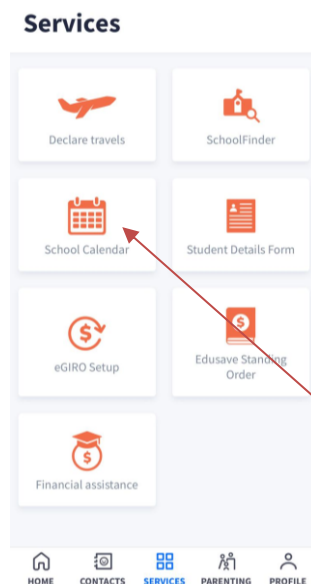 Services
Declare travels
SchoolFinder
School Calendar
Student Details Form
eGIRO Setup
Edusave Standing
Order
Financial assistance
HOME CONTACTS SERVICES PARENTING PROFILE